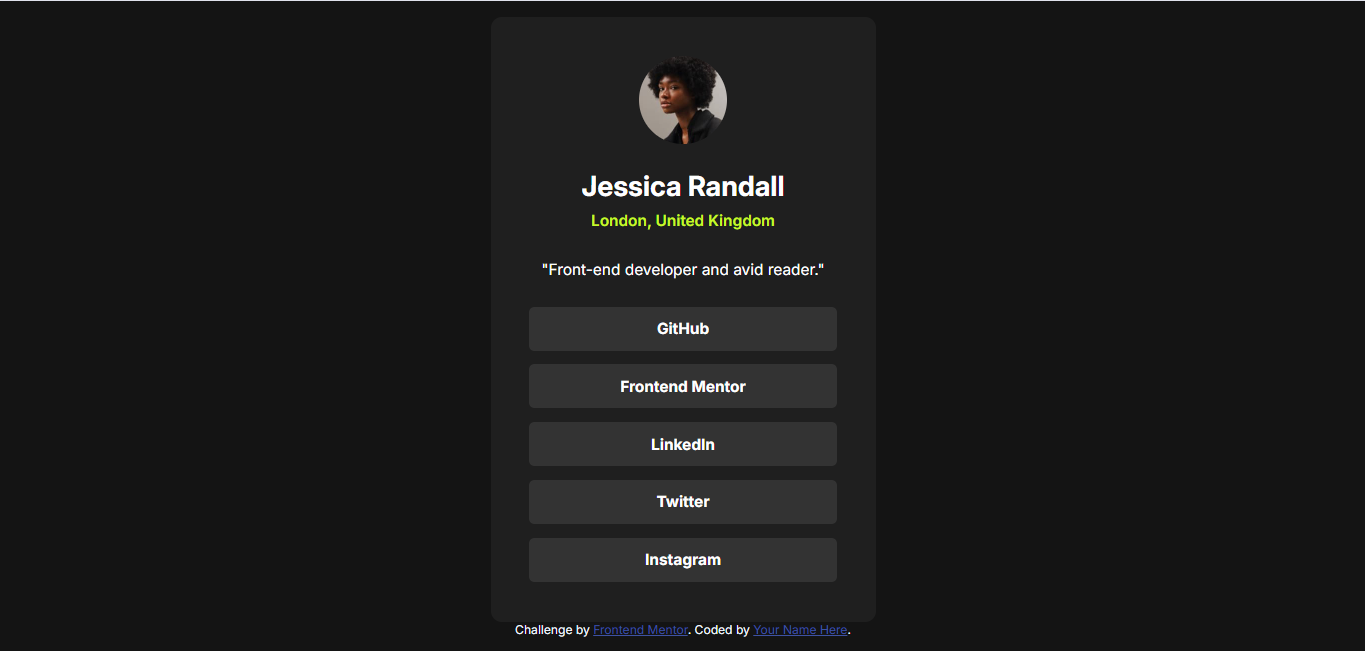 Jessica Randall
London, United Kingdom
"Front-end developer and avid reader."
GitHub
Frontend Mentor
LinkedIn
Twitter
Instagram
Challenge by Frontend Mentor. Coded by Your Name Here.